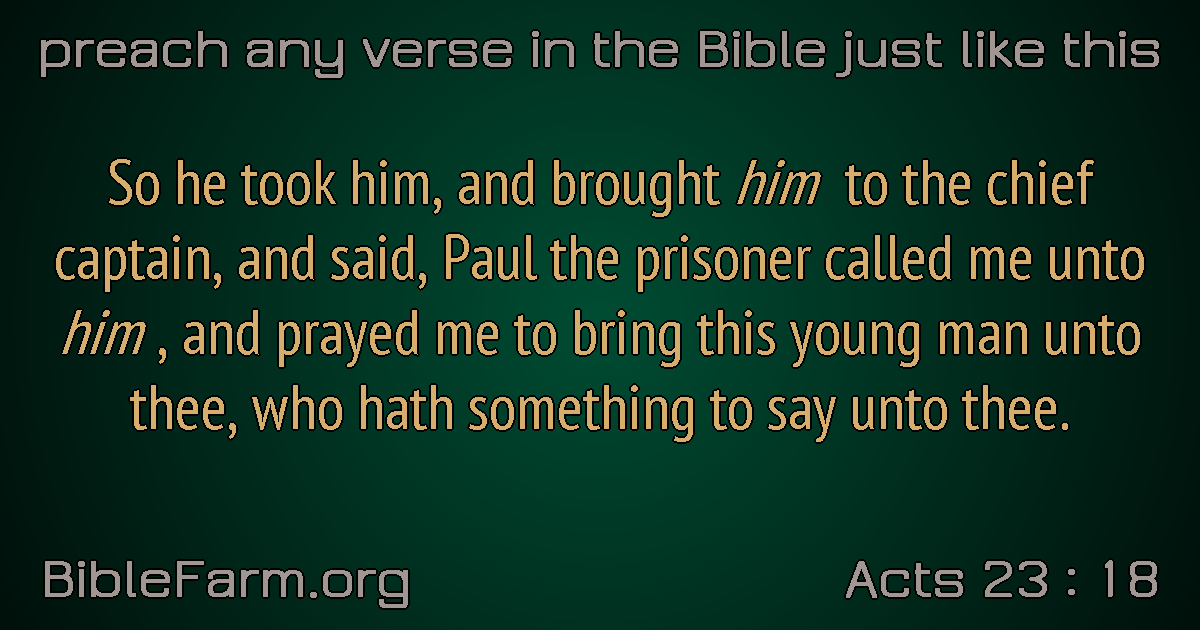 preach any verse in the Bible just like this
So he took him, and brought him to the chief
captain, and said, Paul the prisoner called me unto
him , and prayed me to bring this young man unto
thee, who hath something to say unto thee.
BibleFarm.org
Acts 23 : 18